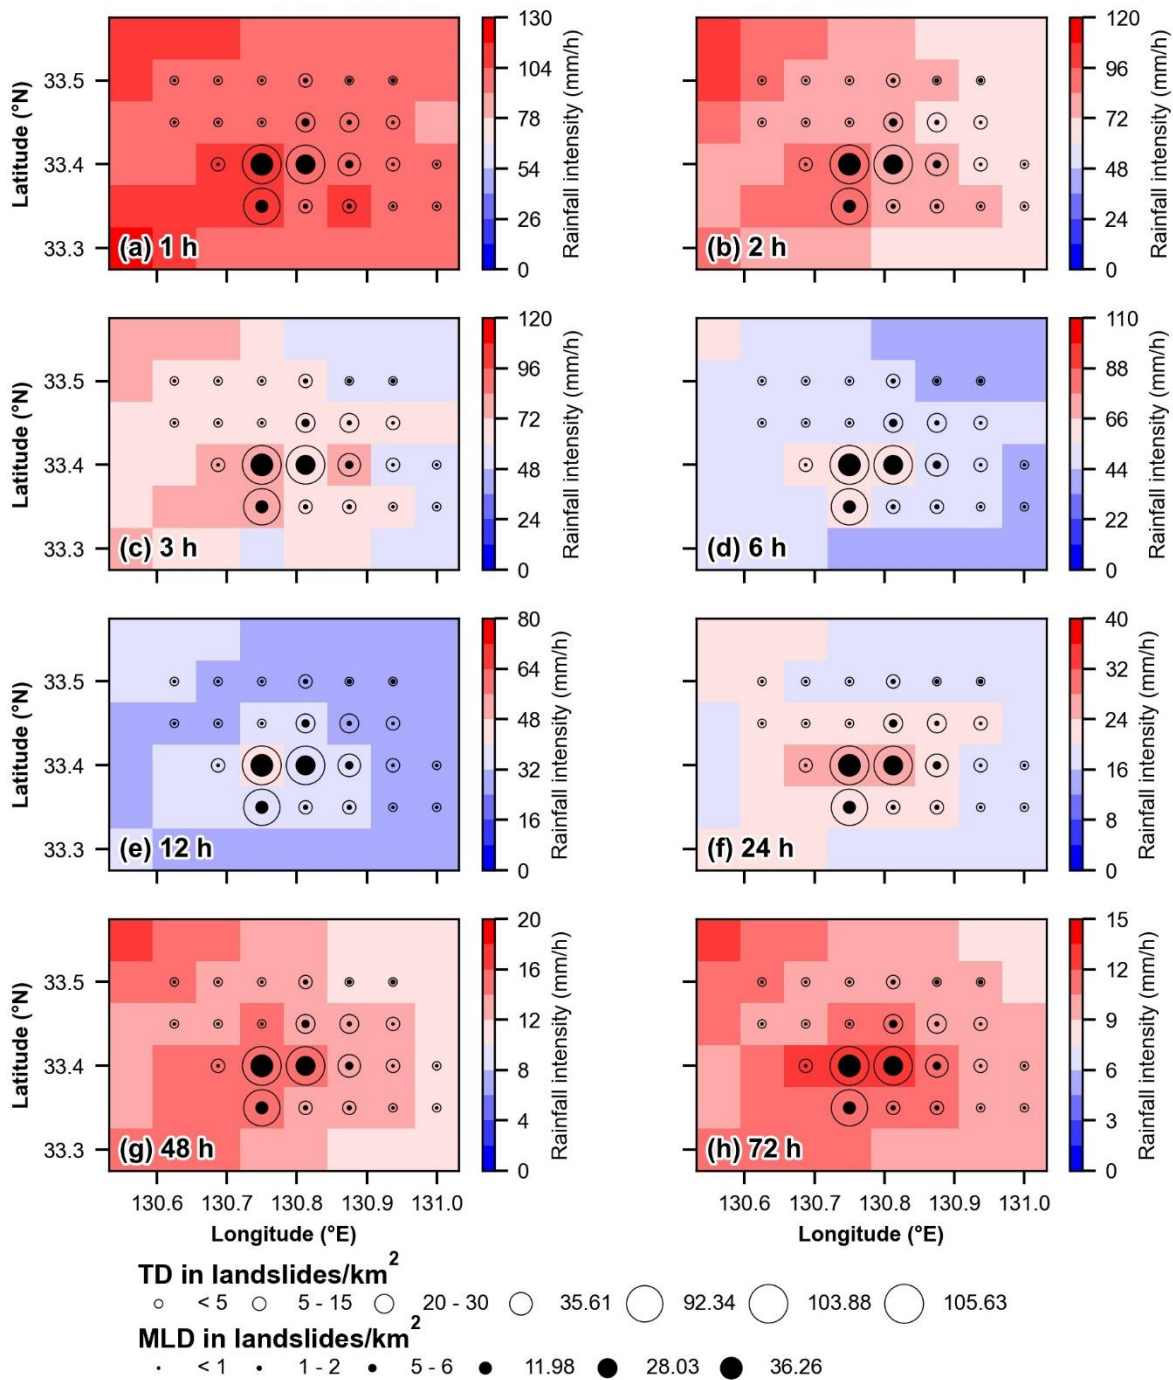 130
104
78
54
26
0
Rainfall intensity (mm/h)
Latitude (°N)
33.5
33.4
33.3
(a) 1 h
120
96
72
48
24
0
Rainfall intensity (mm/h)
(b) 2 h
120
96
72
48
24
0
Rainfall intensity (mm/h)
Latitude (°N)
33.5
33.4
33.3
(c) 3 h
110
88
66
44
22
0
Rainfall intensity (mm/h)
(d) 6 h
80
64
48
32
16
0
Rainfall intensity (mm/h)
Latitude (°N)
33.5
33.4
33.3
(e) 12 h
40
32
24
16
8
0
Rainfall intensity (mm/h)
(f) 24 h
20
16
12
8
4
0
Rainfall intensity (mm/h)
Latitude (°N)
33.5
33.4
33.3
(g) 48 h
130.6 130.7 130.8 130.9 131.0
Longitude (°E)
15
12
9
6
3
0
Rainfall intensity (mm/h)
(h) 72 h
130.6 130.7 130.8 130.9 131.0
Longitude (°E)
TD in landslides/km²
< 5 5 - 15 20 - 30 35.61 92.34 103.88 105.63
MLD in landslides/km²
< 1 1 - 2 5 - 6 11.98 28.03 36.26